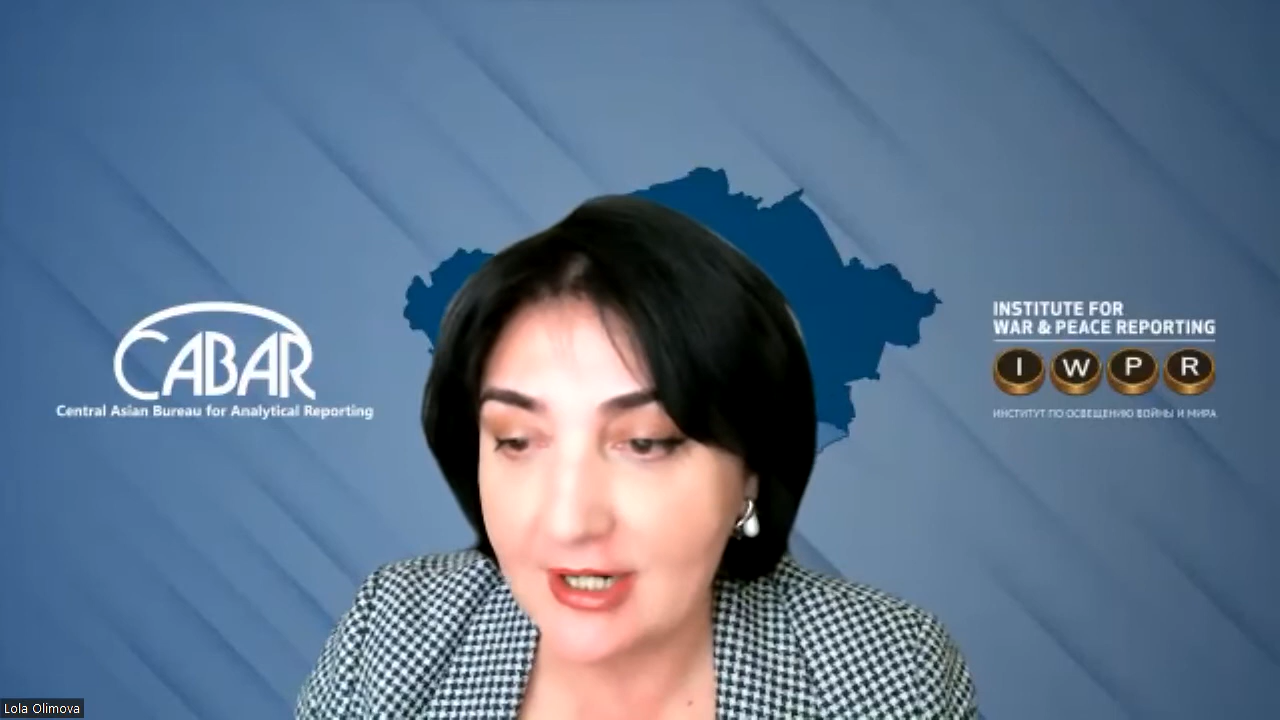 CABAR
Central Asian Bureau for Analytical Reporting
INSTITUTE FOR
WAR & PEACE REPORTING
I W P R
ИНСТИТУТ ПО ОСВЕЩЕНИЮ ВОЙНЫ И МИРА
Lola Olimova